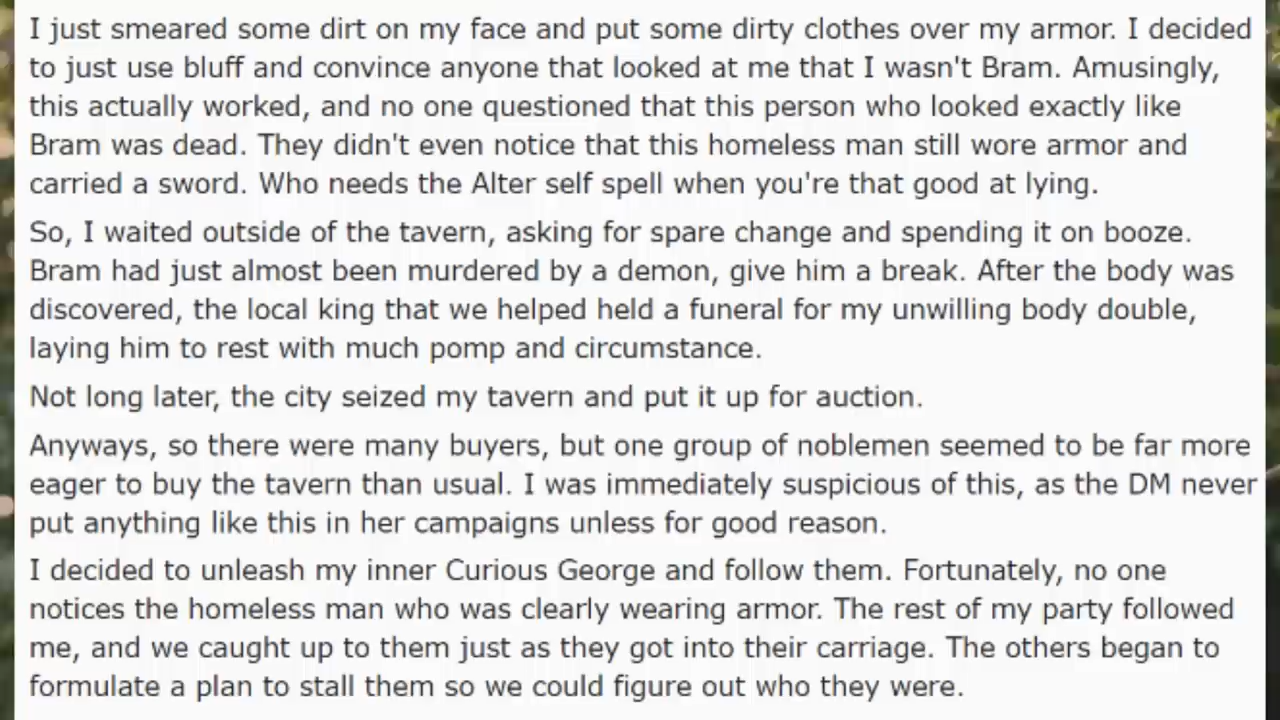 I just smeared some dirt on my face and put some dirty clothes over my armor. I decided
to just use bluff and convince anyone that looked at me that I wasn't Bram. Amusingly,
this actually worked, and no one questioned that this person who looked exactly like
Bram was dead. They didn't even notice that this homeless man still wore armor and
carried a sword. Who needs the Alter self spell when you're that good at lying.
So, I waited outside of the tavern, asking for spare change and spending it on booze.
Bram had just almost been murdered by a demon, give him a break. After the body was
discovered, the local king that we helped held a funeral for my unwilling body double,
laying him to rest with much pomp and circumstance.
Not long later, the city seized my tavern and put it up for auction.
Anyways, so there were many buyers, but one group of noblemen seemed to be far more
eager to buy the tavern than usual. I was immediately suspicious of this, as the DM never
put anything like this in her campaigns unless for good reason.
I decided to unleash my inner Curious George and follow them. Fortunately, no one
notices the homeless man who was clearly wearing armor. The rest of my party followed
me, and we caught up to them just as they got into their carriage. The others began to
formulate a plan to stall them so we could figure out who they were.